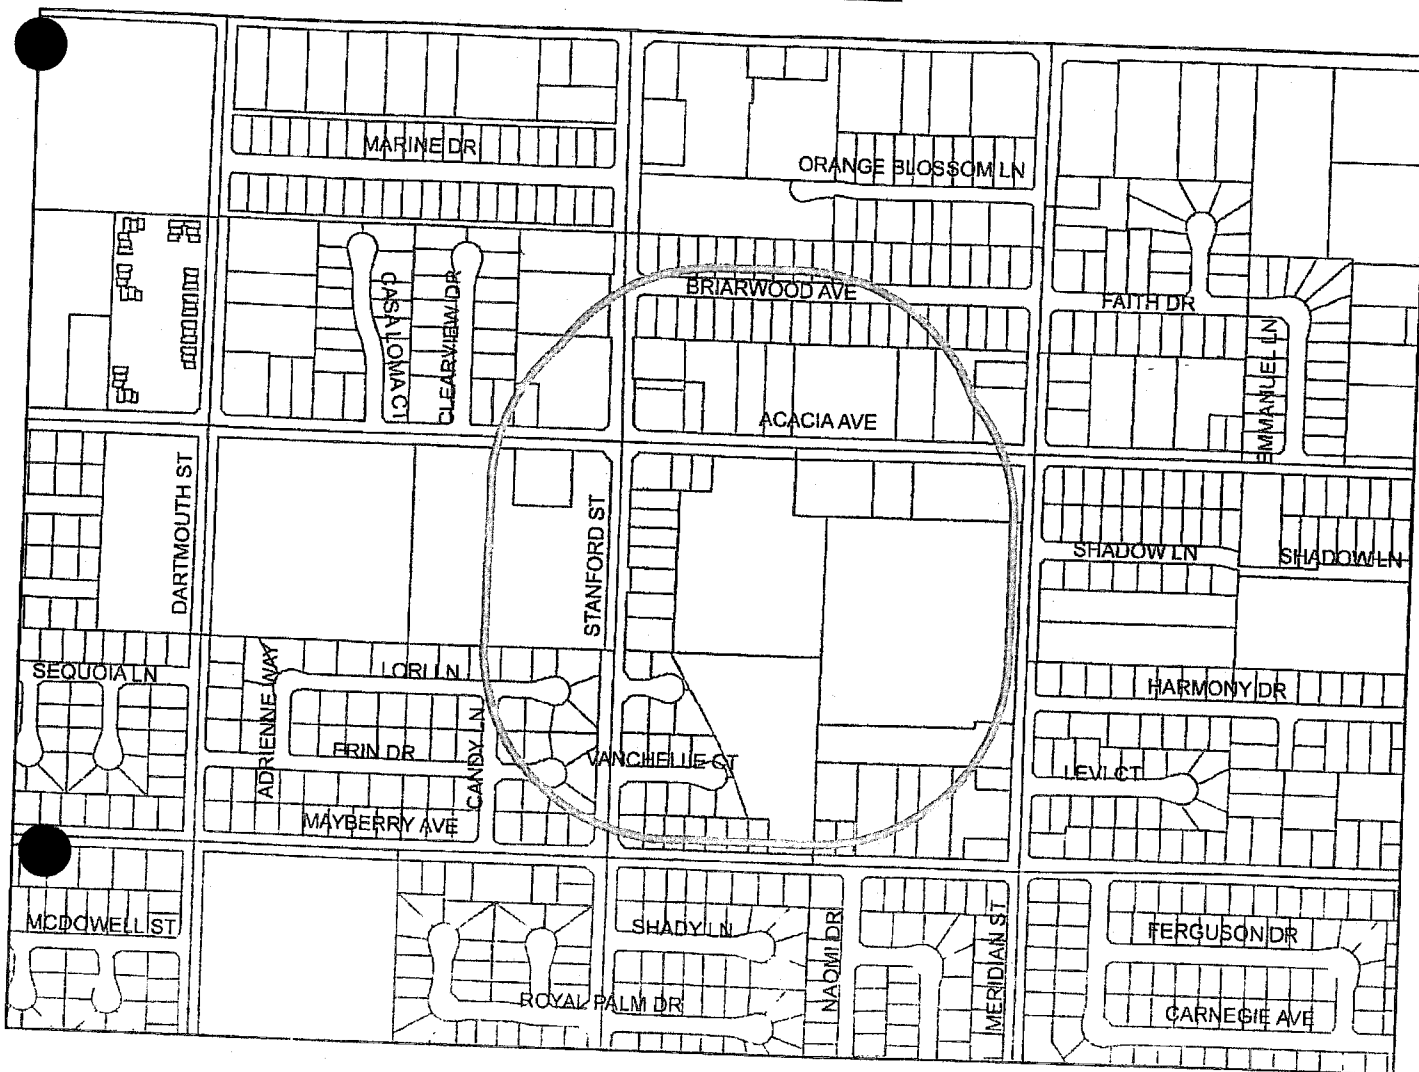 MARINE DR
ORANGE BLOSSOM LN
CASA LOMA CT
CLEARVIEW DR
BRIARWOOD AVE
FAITH DR
EMMANUEL LN
ACACIA AVE
DARTMOUTH ST
STANFORD ST
SHADOW LN
SHADOW LN
SEQUOIA LN
ADRIENNE WAY
LORI LN
CANDY LN
HARMONY DR
ERIN DR
VANCHELLE CT
LEVI CT
MAYBERRY AVE
MCDOWELL ST
SHADY LN
NAOMI DR
MERIDIAN ST
FERGUSON DR
ROYAL PALM DR
CARNEGIE AVE